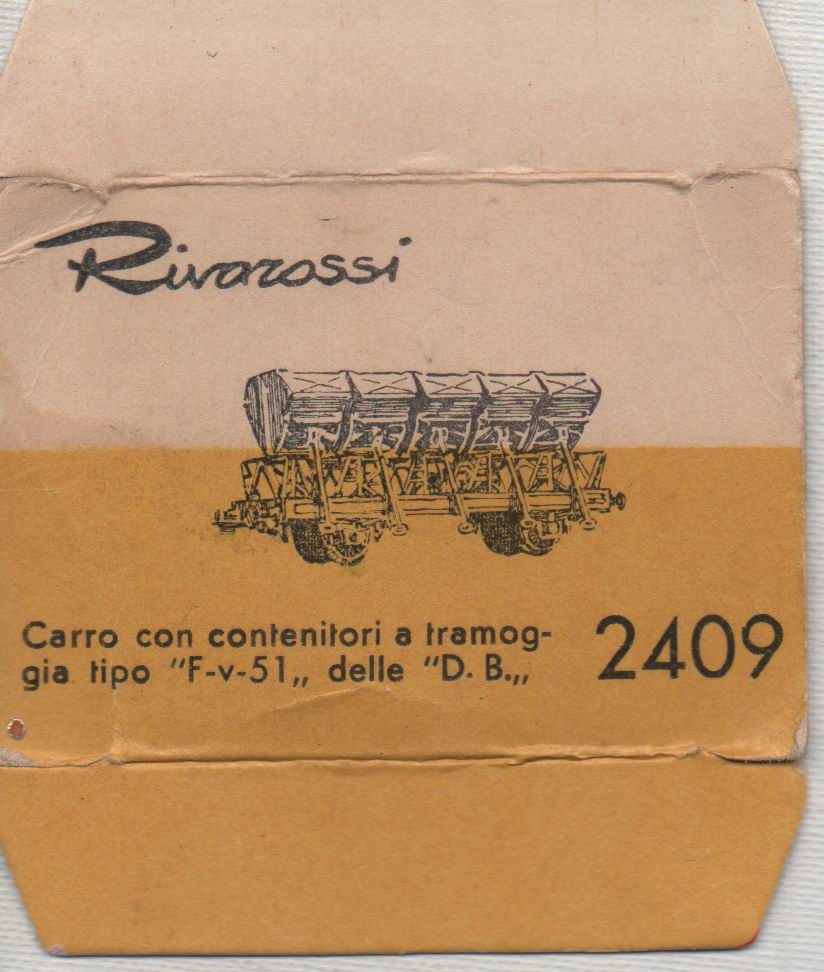 Rivarossi
Carro con contenitori a tramog-
gia tipo "F-v-51„ delle "D. B.„
2409